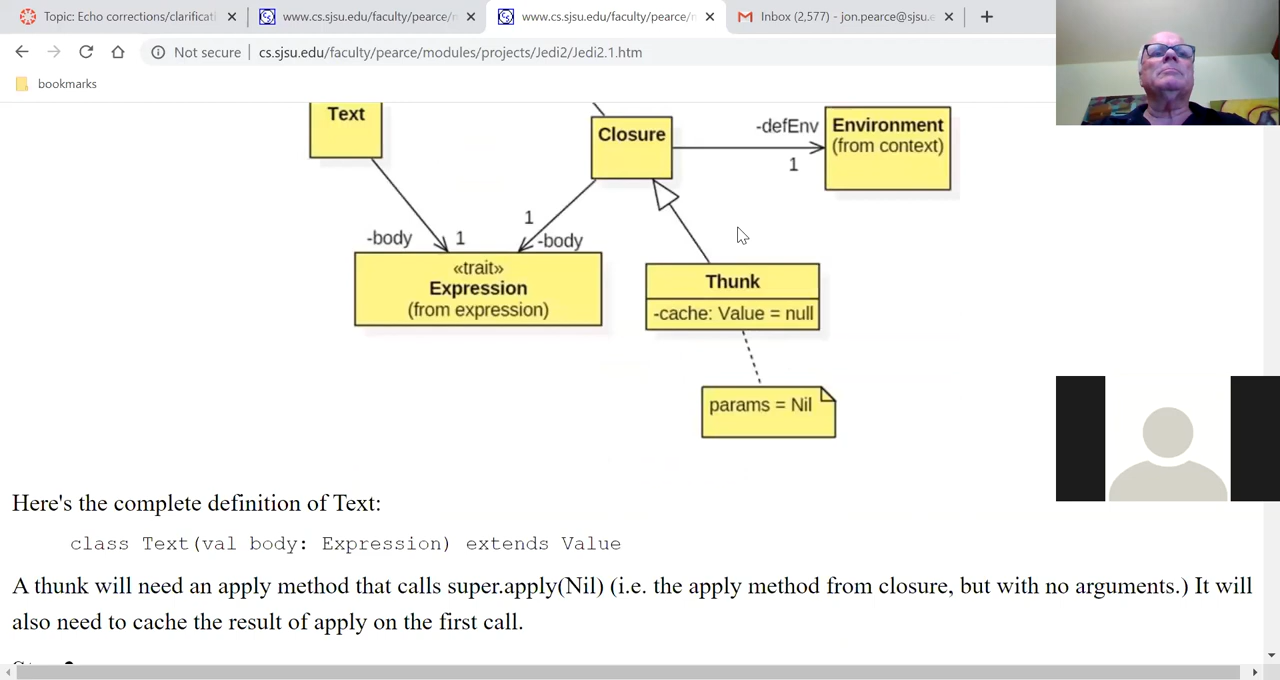 Topic: Echo corrections/clarificati
www.cs.sjsu.edu/faculty/pearce/m
www.cs.sjsu.edu/faculty/pearce/m
Inbox (2,577) - jon.pearce@sjsu.e
Not secure
cs.sjsu.edu/faculty/pearce/modules/projects/Jedi2/Jedi2.1.htm
bookmarks
Text
Closure
-defEnv
1
Environment
(from context)
-body
1
1
-body
«trait»
Expression
(from expression)
Thunk
-cache: Value = null
params = Nil
Here's the complete definition of Text:
class Text(val body: Expression) extends Value
A thunk will need an apply method that calls super.apply(Nil) (i.e. the apply method from closure, but with no arguments.) It will
also need to cache the result of apply on the first call.